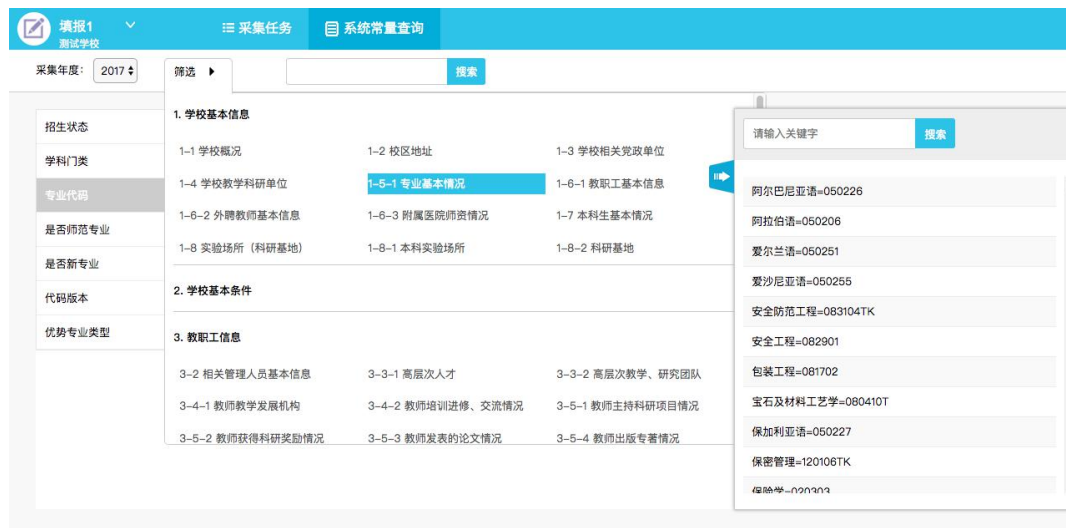 填报1
测试学校
采集任务
系统常量查询
采集年度： 2017
筛选
搜索
招生状态
学科门类
专业代码
是否师范专业
是否新专业
代码版本
优势专业类型
1. 学校基本信息
1-1 学校概况 1-2 校区地址 1-3 学校相关党政单位
1-4 学校教学科研单位 1-5-1 专业基本情况 1-6-1 教职工基本信息
1-6-2 外聘教师基本信息 1-6-3 附属医院师资情况 1-7 本科生基本情况
1-8 实验场所（科研基地） 1-8-1 本科实验场所 1-8-2 科研基地
2. 学校基本条件
3. 教职工信息
3-2 相关管理人员基本信息 3-3-1 高层次人才 3-3-2 高层次教学、研究团队
3-4-1 教师教学发展机构 3-4-2 教师培训进修、交流情况 3-5-1 教师主持科研项目情况
3-5-2 教师获得科研奖励情况 3-5-3 教师发表的论文情况 3-5-4 教师出版专著情况
请输入关键字 搜索
阿尔巴尼亚语=050226
阿拉伯语=050206
爱尔兰语=050251
爱沙尼亚语=050255
安全防范工程=083104TK
安全工程=082901
包装工程=081702
宝石及材料工艺学=080410T
保加利亚语=050227
保密管理=120106TK
保险学=020303